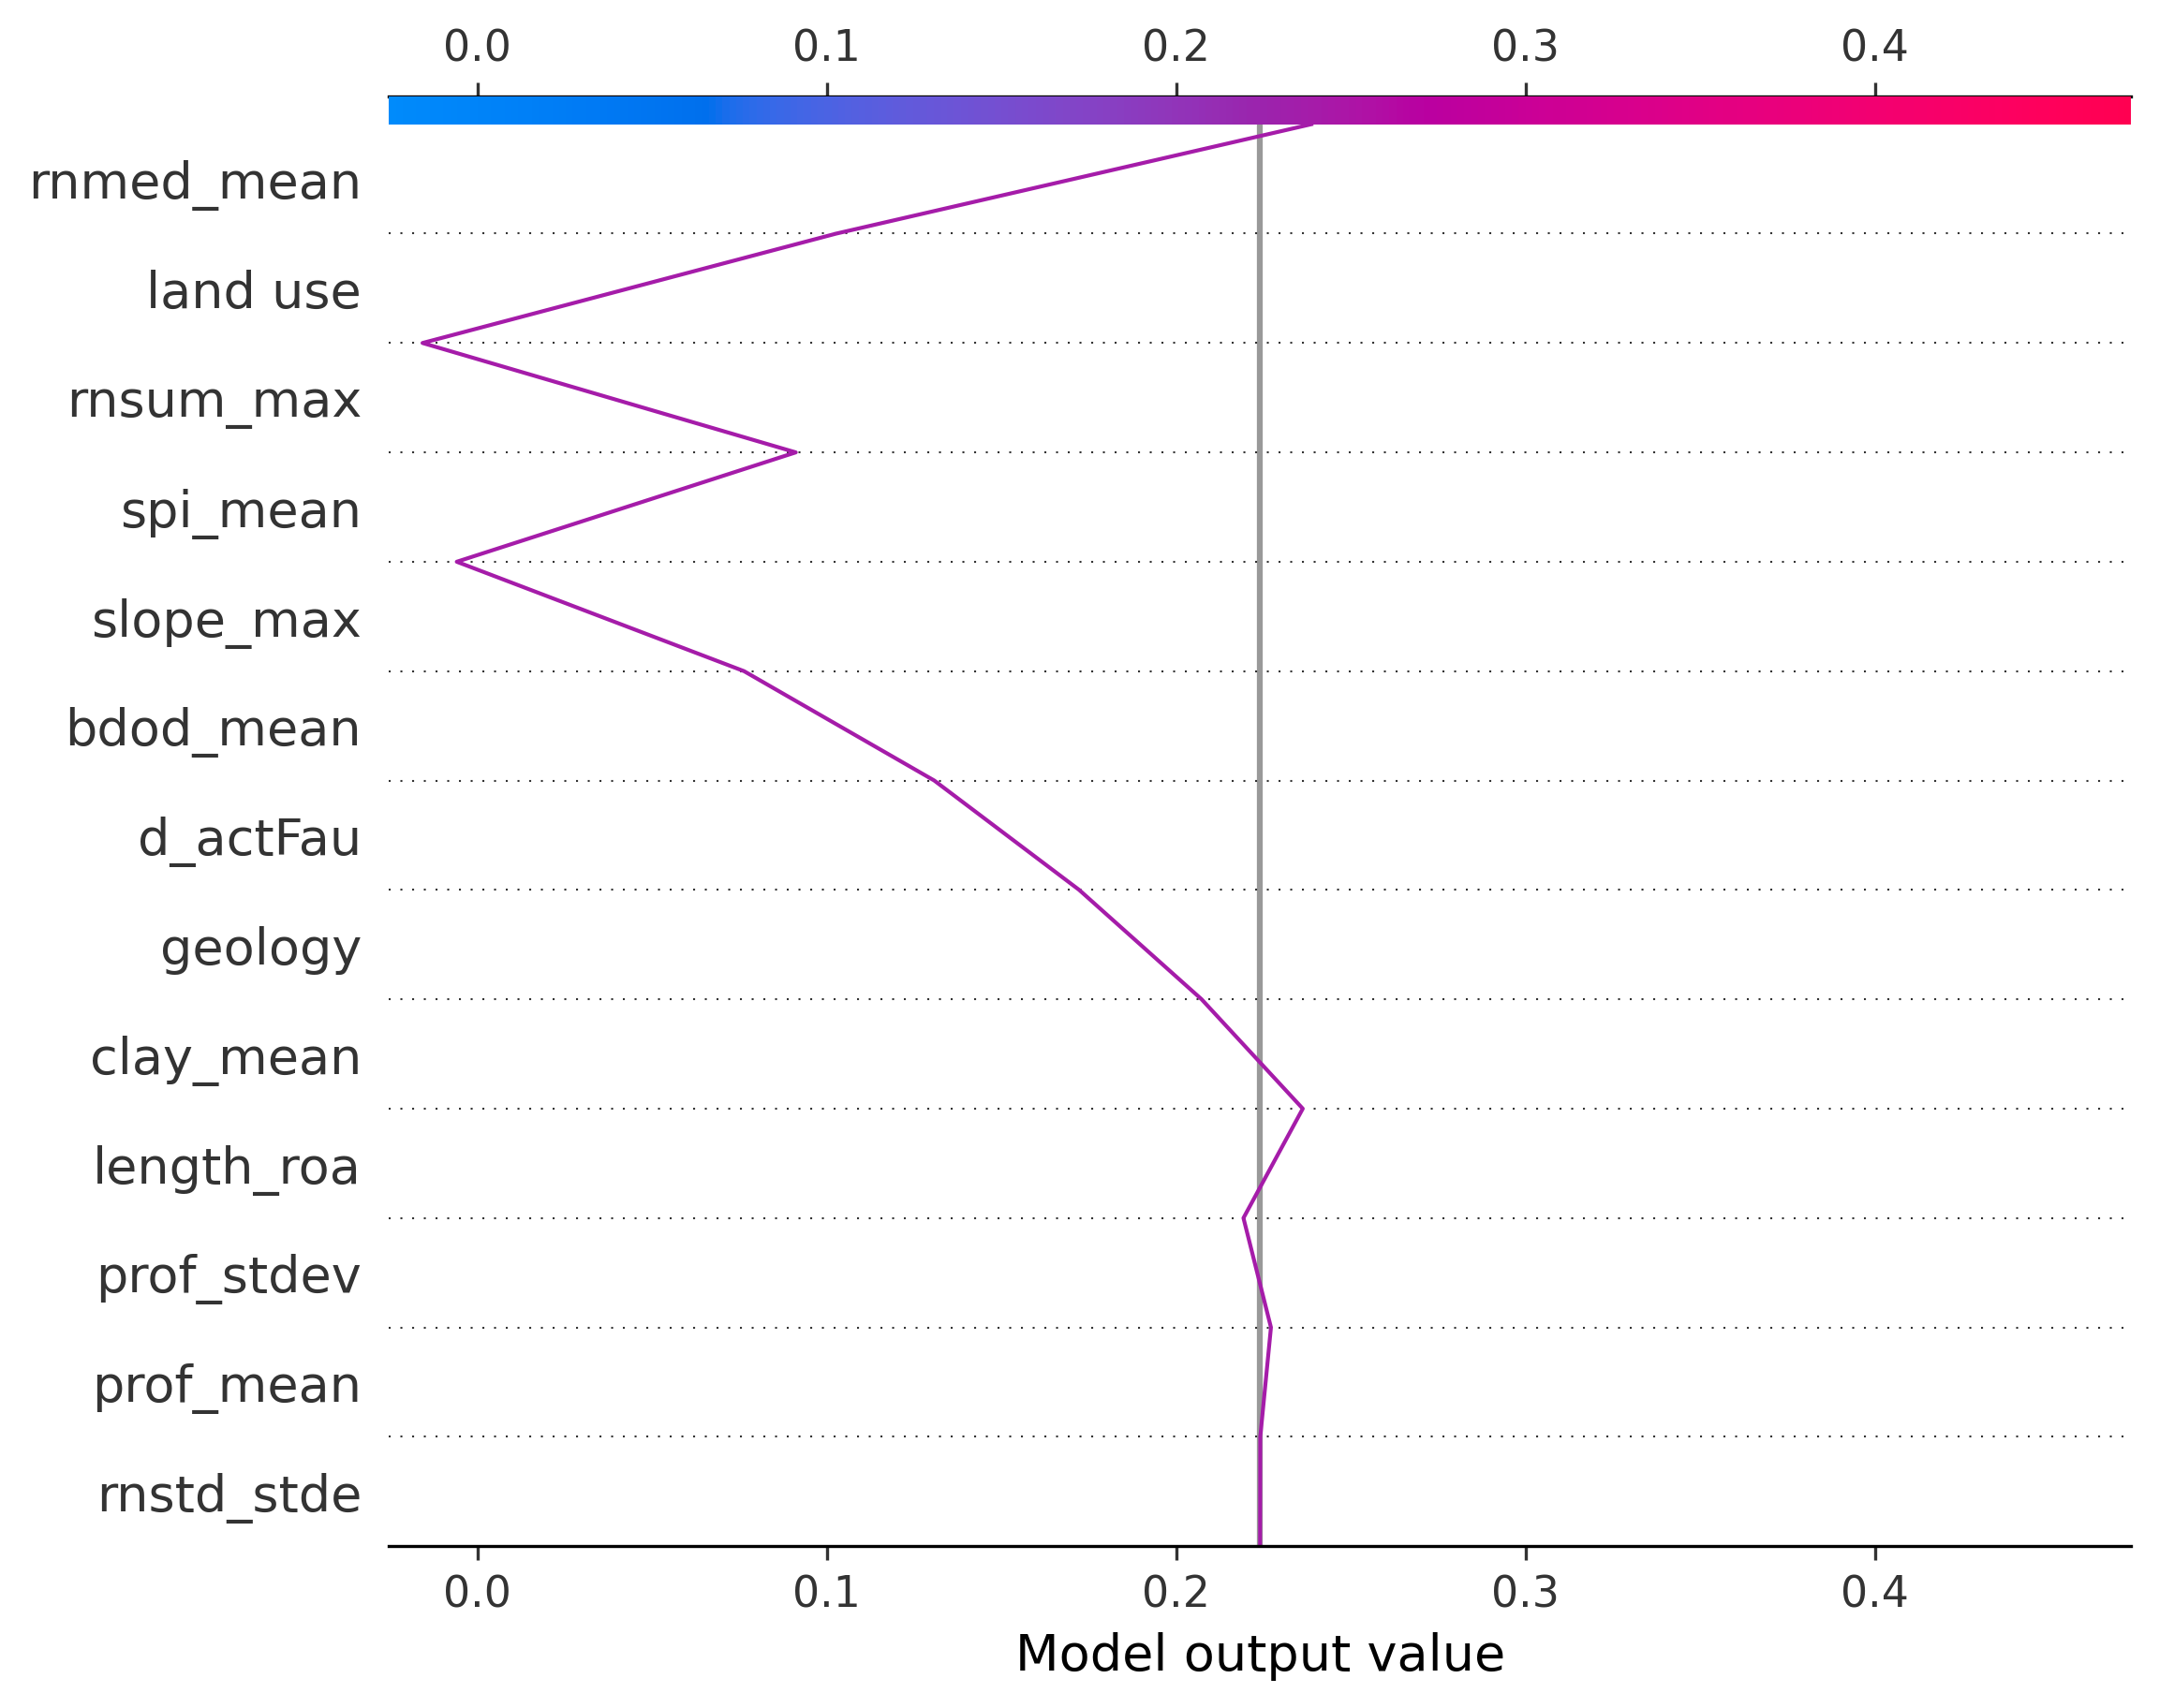 0.0 0.1 0.2 0.3 0.4
rnmed_mean
land use
rnsum_max
spi_mean
slope_max
bdod_mean
d_actFau
geology
clay_mean
length_roa
prof_stdev
prof_mean
rnstd_stde
0.0 0.1 0.2 0.3 0.4
Model output value